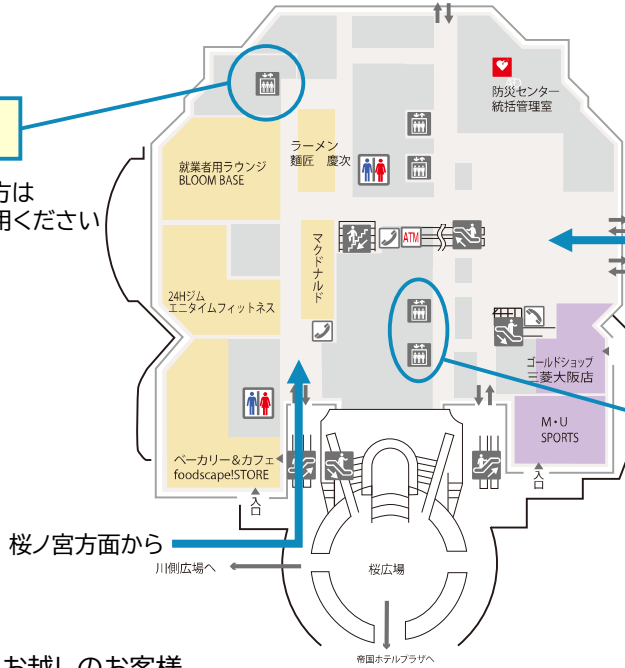 防災センター
統括管理室
ラーメン
麵匠 慶次
就業者用ラウンジ
BLOOM BASE
方は
用ください
ATM
マクドナルド
24Hジム
エニタイムフィットネス
ゴールドショップ
三菱大阪店
M・U
SPORTS
ベーカリー&カフェ
foodscape!STORE
入口
入口
桜ノ宮方面から
川側広場へ
桜広場
帝国ホテルプラザへ
お越しのお客様